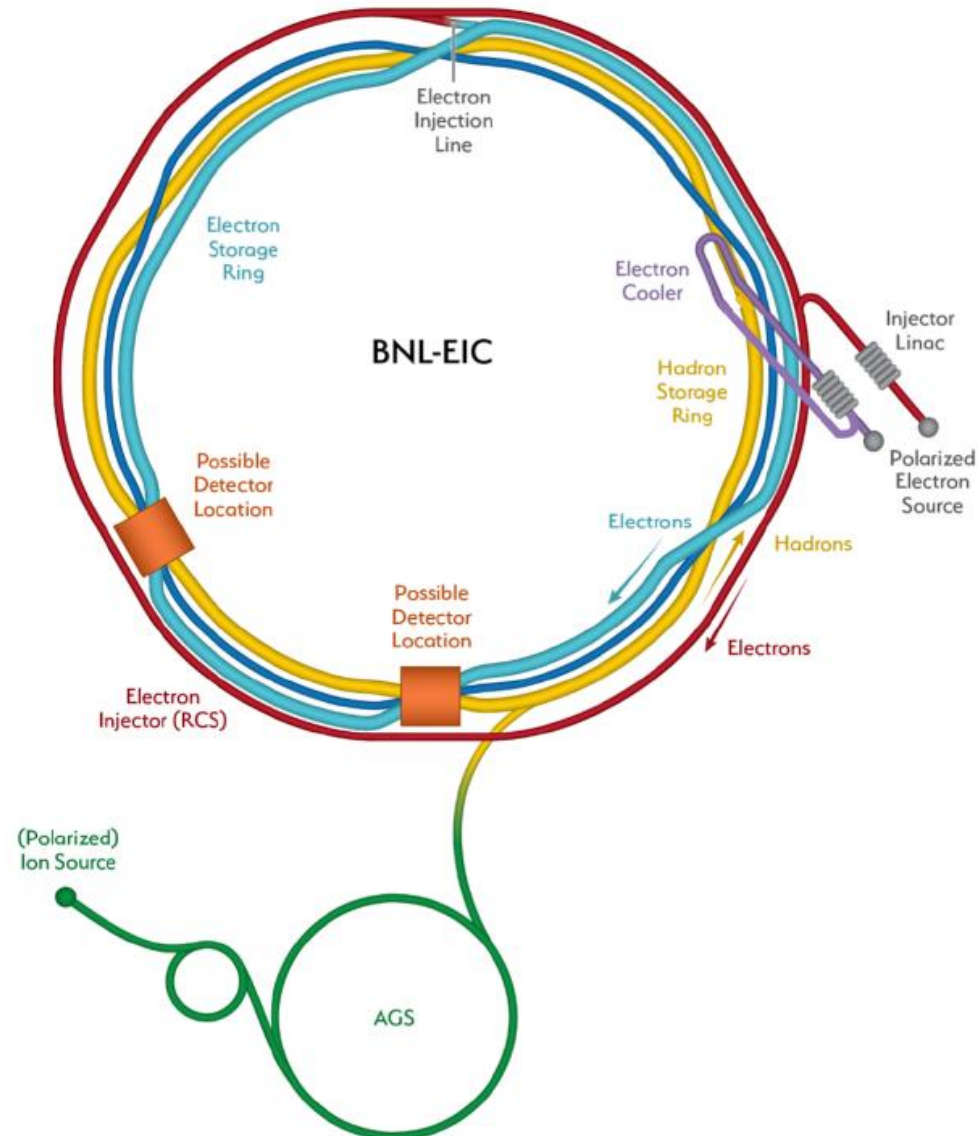 Electron
Injection
Line
Electron
Storage
Ring
Electron
Cooler
Injector
Linac
BNL-EIC
Hadron
Storage
Ring
Polarized
Electron
Source
Possible
Detector
Location
Electrons
Hadrons
Possible
Detector
Location
Electrons
Electron
Injector (RCS)
(Polarized)
Ion Source
AGS